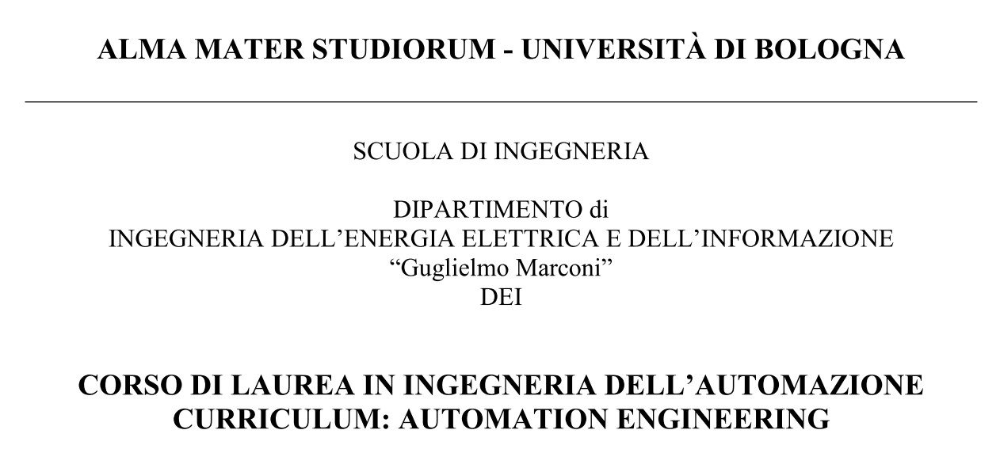 ALMA MATER STUDIORUM - UNIVERSITÀ DI BOLOGNA
SCUOLA DI INGEGNERIA
DIPARTIMENTO di
INGEGNERIA DELL’ENERGIA ELETTRICA E DELL’INFORMAZIONE
“Guglielmo Marconi”
DEI
CORSO DI LAUREA IN INGEGNERIA DELL’AUTOMAZIONE
CURRICULUM: AUTOMATION ENGINEERING